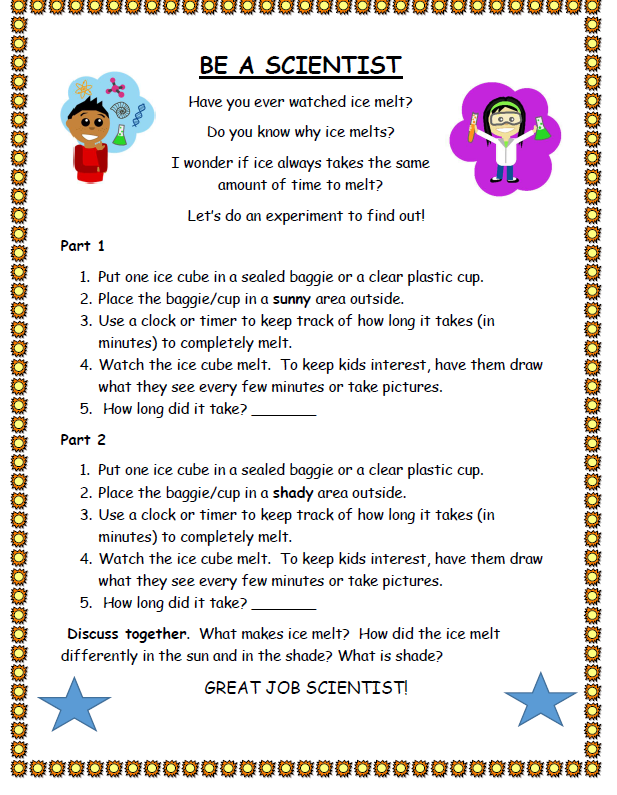 BE A SCIENTIST
Have you ever watched ice melt?
Do you know why ice melts?
I wonder if ice always takes the same
amount of time to melt?
Let's do an experiment to find out!
Part 1
1. Put one ice cube in a sealed baggie or a clear plastic cup.
2. Place the baggie/cup in a sunny area outside.
3. Use a clock or timer to keep track of how long it takes (in
minutes) to completely melt.
4. Watch the ice cube melt. To keep kids interest, have them draw
what they see every few minutes or take pictures.
5. How long did it take? ________
Part 2
1. Put one ice cube in a sealed baggie or a clear plastic cup.
2. Place the baggie/cup in a shady area outside.
3. Use a clock or timer to keep track of how long it takes (in
minutes) to completely melt.
4. Watch the ice cube melt. To keep kids interest, have them draw
what they see every few minutes or take pictures.
5. How long did it take? ________
Discuss together. What makes ice melt? How did the ice melt
differently in the sun and in the shade? What is shade?
GREAT JOB SCIENTIST!